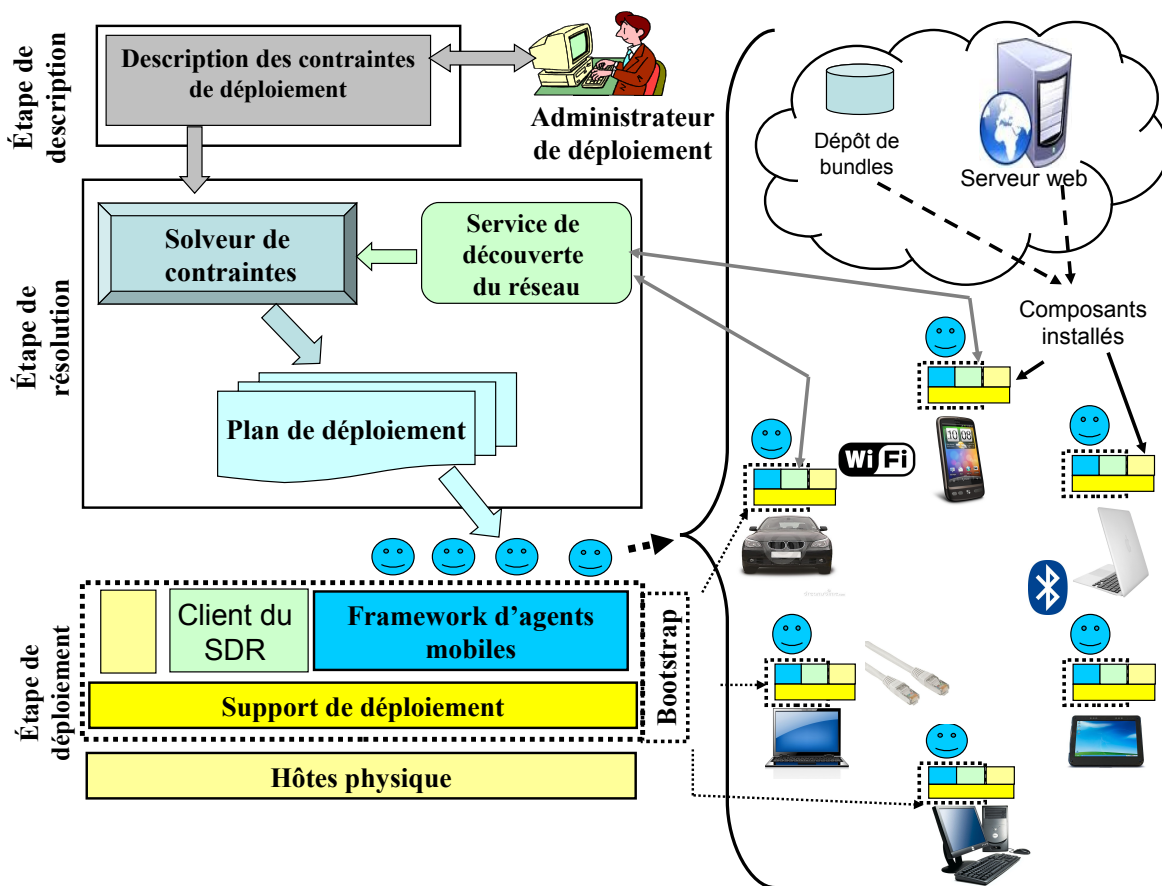 Étape de
description
Description des contraintes
de déploiement
Administrateur
de déploiement
Étape de
résolution
Solveur de
contraintes
Service de
découverte
du réseau
Plan de déploiement
Étape de
déploiement
Client du
SDR
Framework d'agents
mobiles
Bootstrap
Support de déploiement
Hôtes physique
Dépôt de
bundles
Serveur web
Composants
installés
Wi Fi
10 08